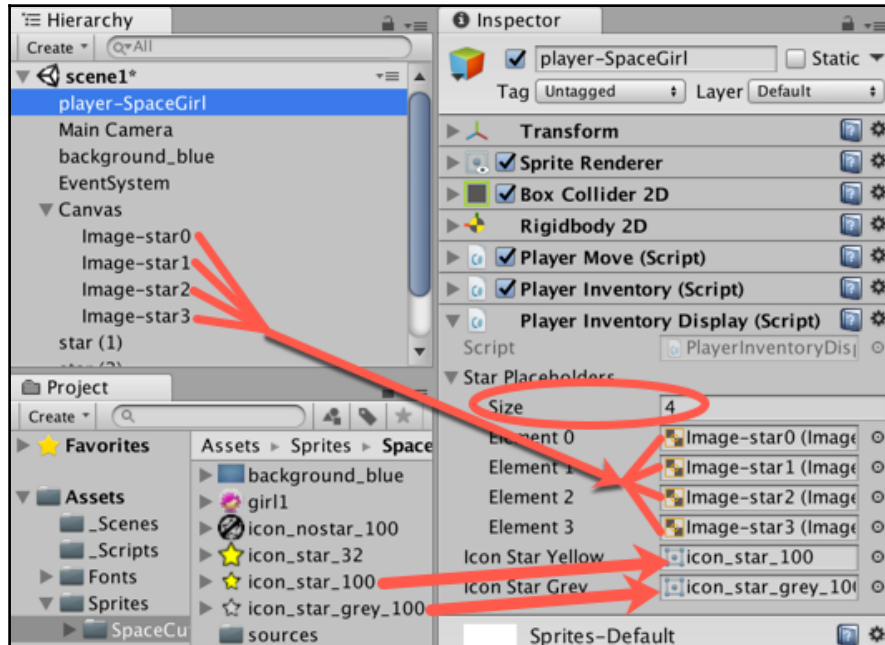 Hierarchy
Create
All
scene1*
player-SpaceGirl
Main Camera
background_blue
EventSystem
Canvas
Image-star0
Image-star1
Image-star2
Image-star3
star (1)
Project
Create
Favorites
Assets
_Scenes
_Scripts
Fonts
Sprites
SpaceCu
Assets ▸ Sprites ▸ Space
background_blue
girl1
icon_nostar_100
icon_star_32
icon_star_100
icon_star_grey_100
sources
Inspector
player-SpaceGirl Static
Tag Untagged Layer Default
Transform
Sprite Renderer
Box Collider 2D
Rigidbody 2D
Player Move (Script)
Player Inventory (Script)
Player Inventory Display (Script)
Script PlayerInventoryDisp
Star Placeholders
Size 4
Element 0 Image-star0 (Image
Element 1 Image-star1 (Image
Element 2 Image-star2 (Image
Element 3 Image-star3 (Image
Icon Star Yellow icon_star_100
Icon Star Grey icon_star_grey_100
Sprites-Default